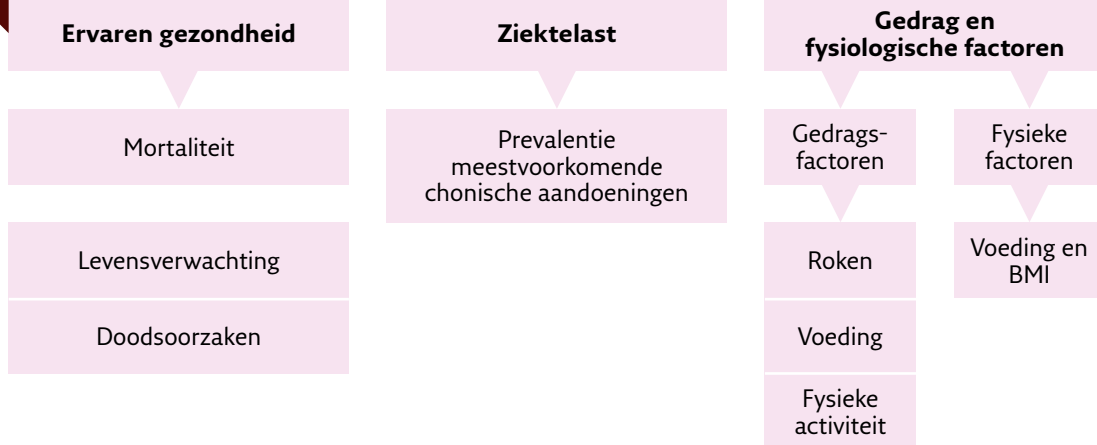 Ervaren gezondheid
Mortaliteit
Levensverwachting
Doodsoorzaken
Ziektelast
Prevalentie
meestvoorkomende
chonische aandoeningen
Gedrag en
fysiologische factoren
Gedrags-
factoren
Roken
Voeding
Fysieke
activiteit
Fysieke
factoren
Voeding en
BMI